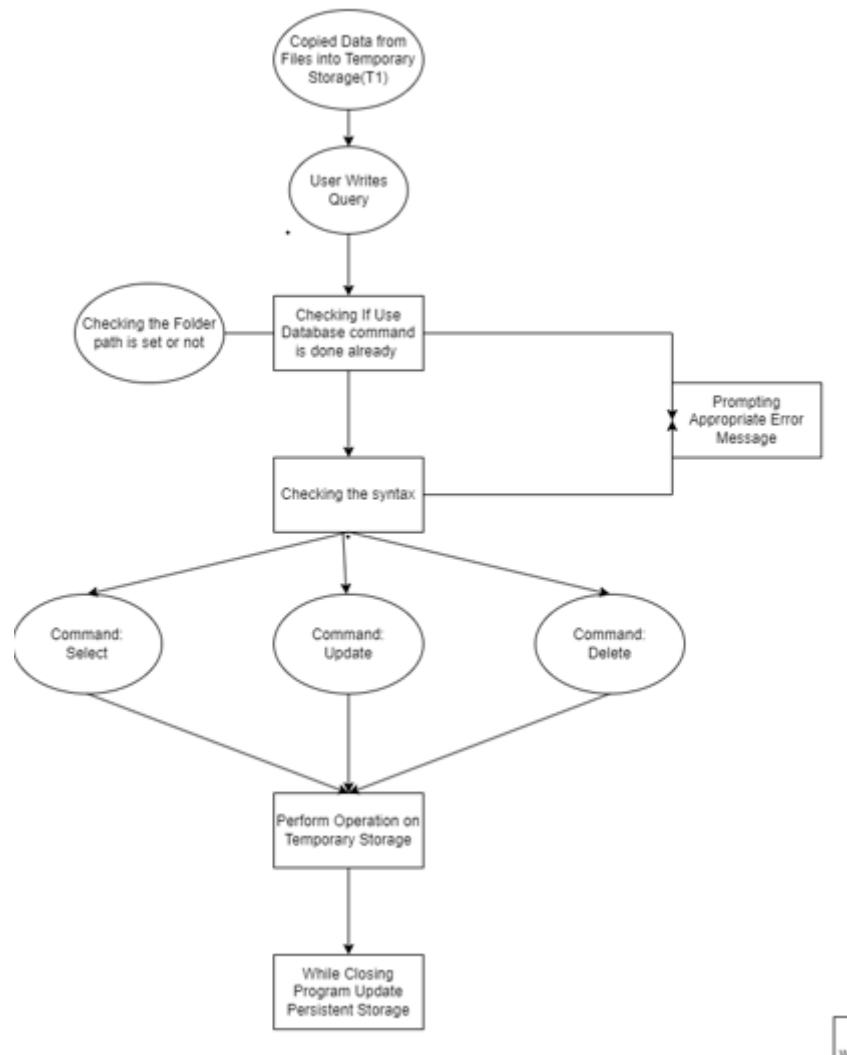 Copied Data from
Files into Temporary
Storage(T1)
User Writes
Query
Checking the Folder
path is set or not
Checking If Use
Database command
is done already
Prompting
Appropriate Error
Message
Checking the syntax
Command:
Select
Command:
Update
Command:
Delete
Perform Operation on
Temporary Storage
While Closing
Program Update
Persistent Storage